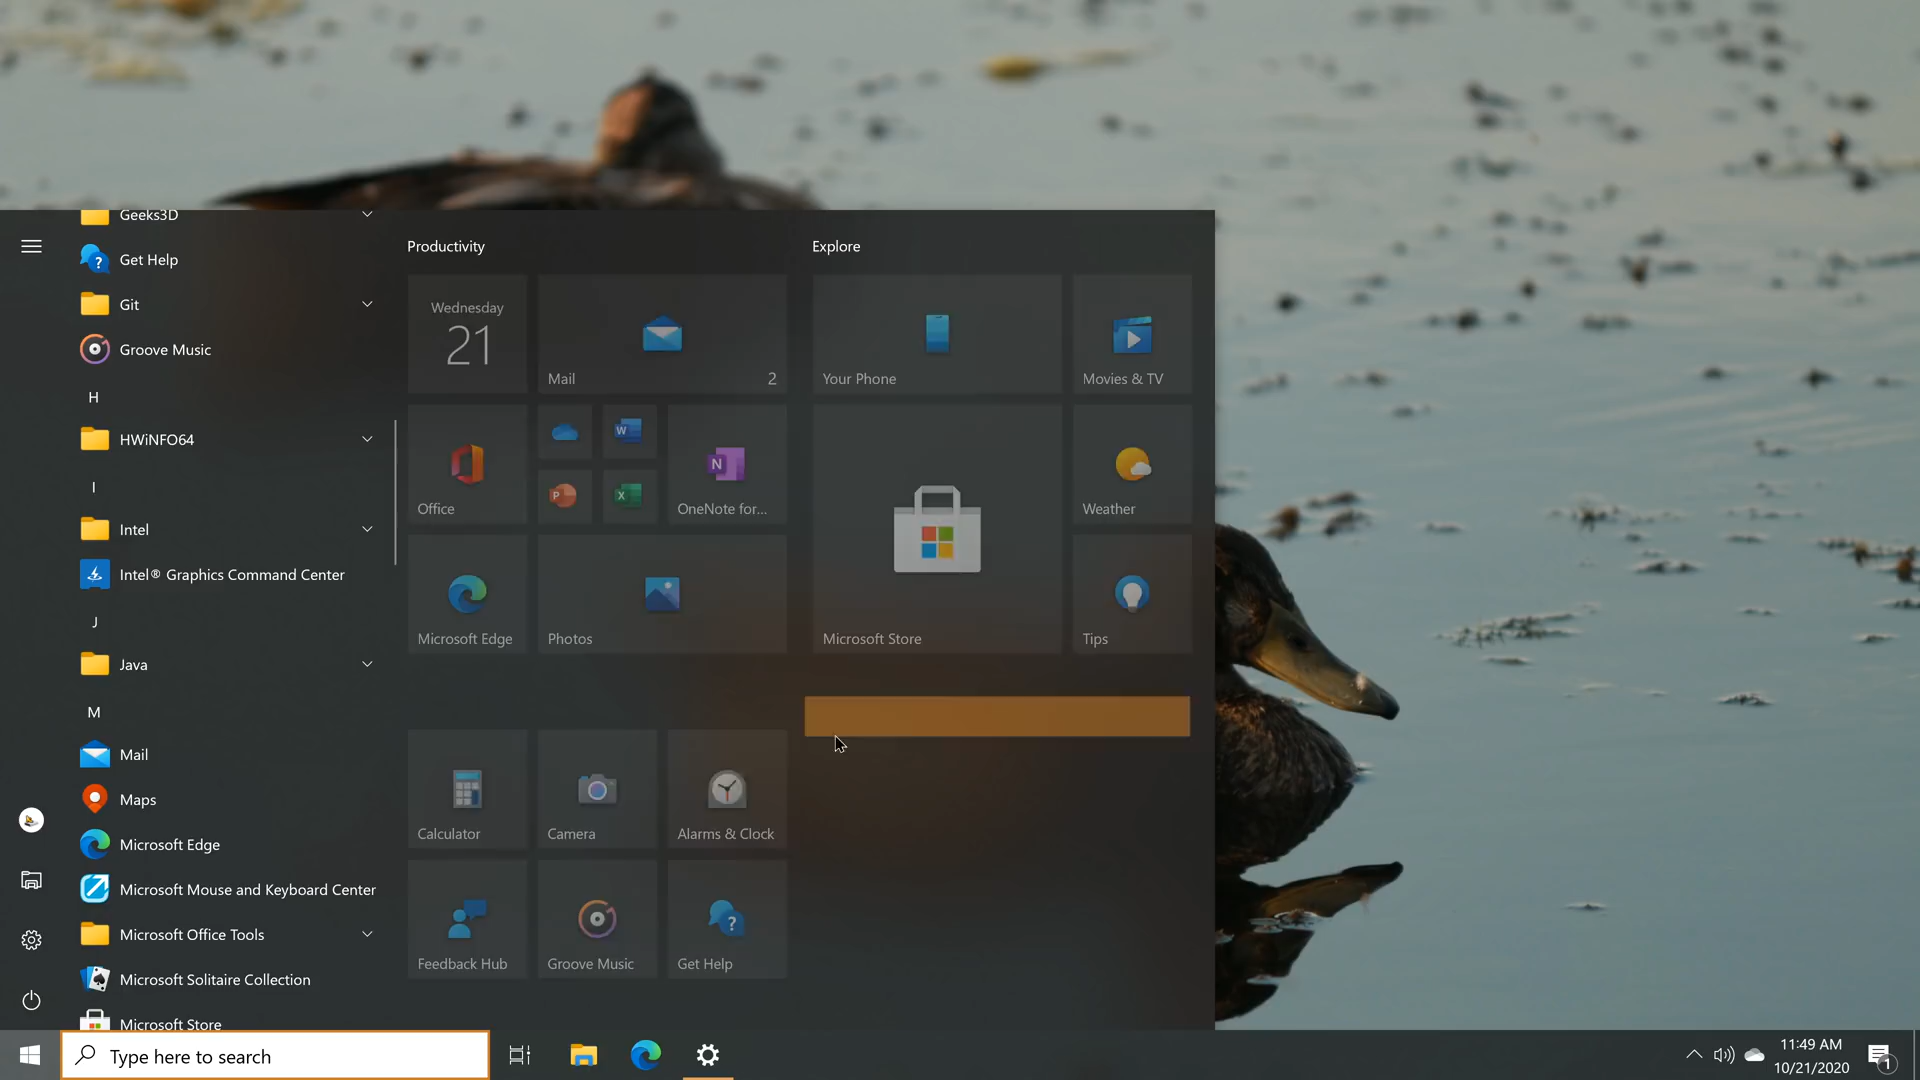 Geeks3D
Get Help
Git
Groove Music
H
HWiNFO64
I
Intel
Intel® Graphics Command Center
J
Java
M
Mail
Maps
Microsoft Edge
Microsoft Mouse and Keyboard Center
Microsoft Office Tools
Microsoft Solitaire Collection
Microsoft Store
Productivity
Wednesday
21
Mail 2
Office
W
P
X
N
OneNote for...
Microsoft Edge
Photos
Calculator
Camera
Alarms & Clock
Feedback Hub
Groove Music
Get Help
Explore
Your Phone
Movies & TV
Microsoft Store
Weather
Tips
Type here to search
11:49 AM
10/21/2020
1